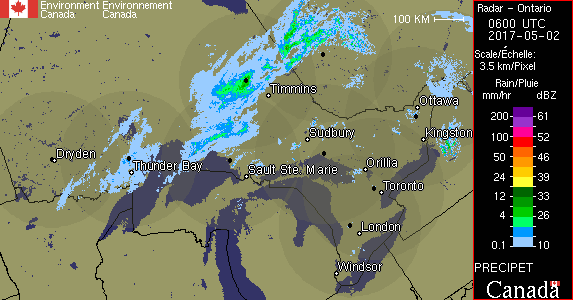 Environment Environnement
Canada Canada
100 KM
Timmins
Ottawa
Sudbury
Kingston
Dryden
Thunder Bay
Sault Ste. Marie
Orillia
Toronto
London
Windsor
Radar - Ontario
0600 UTC
2017-05-02
Scale/Échelle:
3.5 km/Pixel
Rain/Pluie
mm/hr dBZ
200 61
100 52
50 46
24 39
12 33
4 26
0.1 10
PRECIPET
Canada